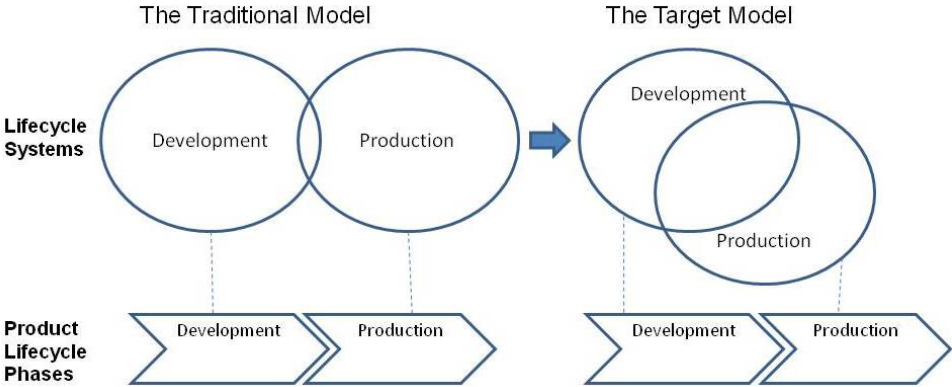 The Traditional Model
The Target Model
Lifecycle
Systems
Development
Production
Development
Production
Product
Lifecycle
Phases
Development
Production
Development
Production